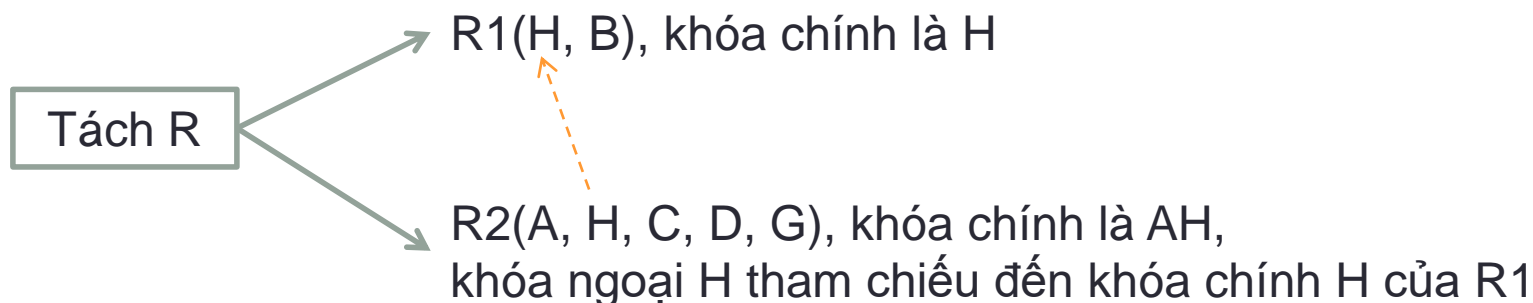 R1(H, B), khóa chính là H
Tách R
R2(A, H, C, D, G), khóa chính là AH,
khóa ngoại H tham chiếu đến khóa chính H của R1